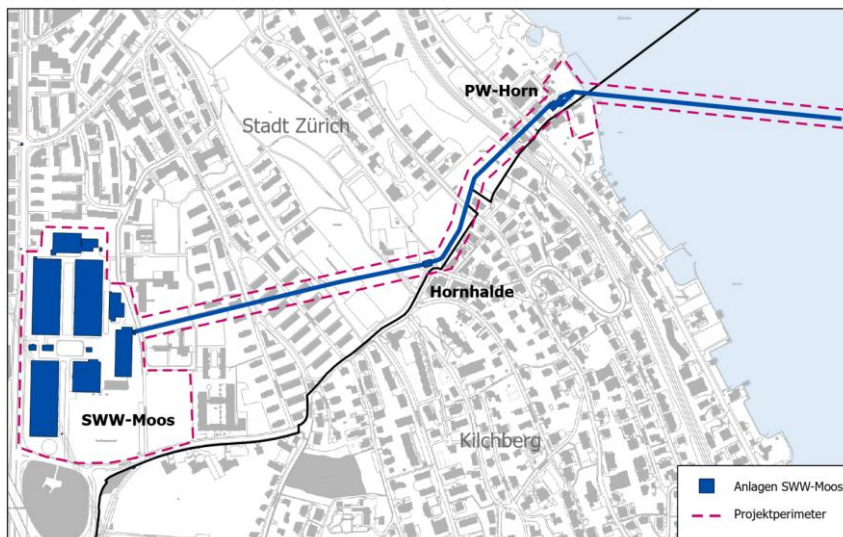 PW-Horn
Stadt Zürich
Hornhalde
SWW-Moos
Kilchberg
Anlagen SWW-Moos
Projektperimeter